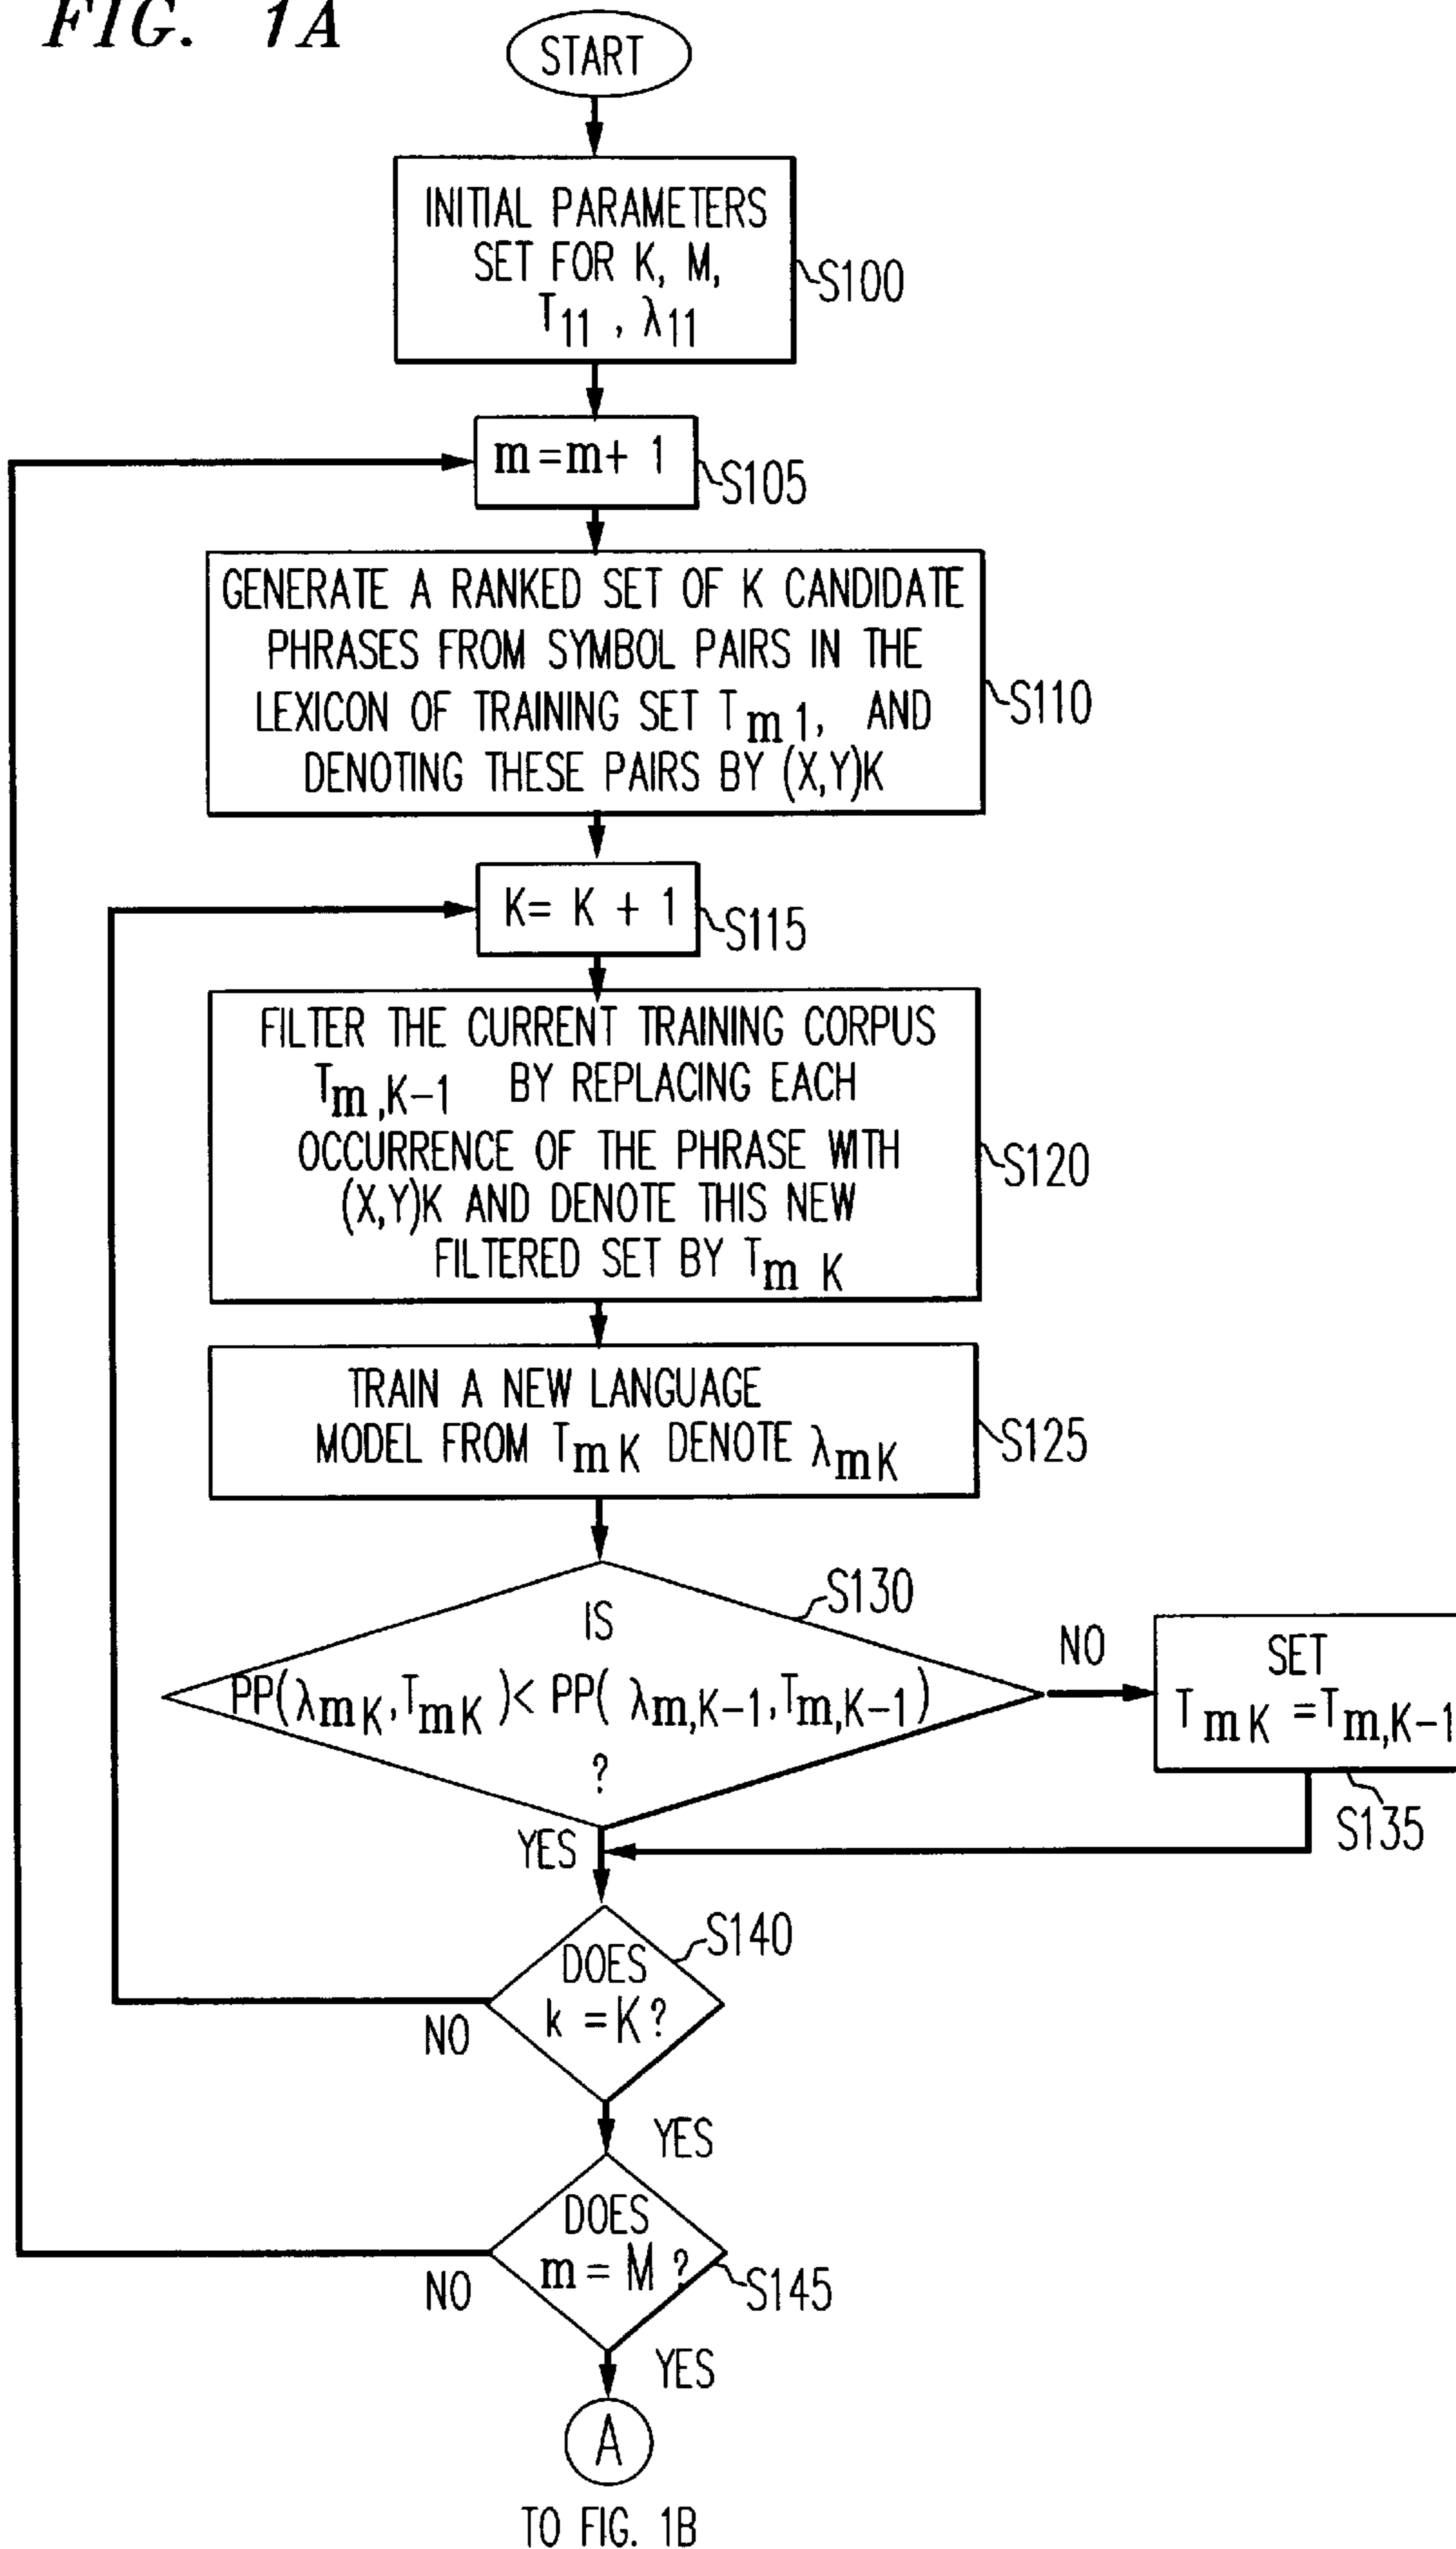 FIG. 1A
START
INITIAL PARAMETERS
SET FOR K, M,
T11 , λ11
S100
m=m+ 1
S105
GENERATE A RANKED SET OF K CANDIDATE
PHRASES FROM SYMBOL PAIRS IN THE
LEXICON OF TRAINING SET Tm1, AND
DENOTING THESE PAIRS BY (X,Y)K
S110
K= K + 1
S115
FILTER THE CURRENT TRAINING CORPUS
Tm,K-1 BY REPLACING EACH
OCCURRENCE OF THE PHRASE WITH
(X,Y)K AND DENOTE THIS NEW
FILTERED SET BY Tm K
S120
TRAIN A NEW LANGUAGE
MODEL FROM TmK DENOTE λmK
S125
S130
IS
PP(λmK,TmK)< PP( λm,K-1,Tm,K-1)
?
NO
SET
TmK =Tm,K-1
S135
YES
S140
DOES
k =K?
NO
YES
DOES
m = M ?
S145
NO
YES
A
TO FIG. 1B